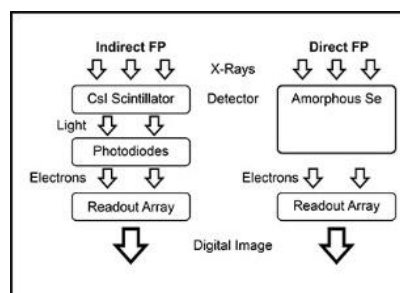 Indirect FP
Direct FP
X-Rays
CsI Scintillator
Detector
Amorphous Se
Light
Photodiodes
Electrons
Electrons
Readout Array
Readout Array
Digital Image